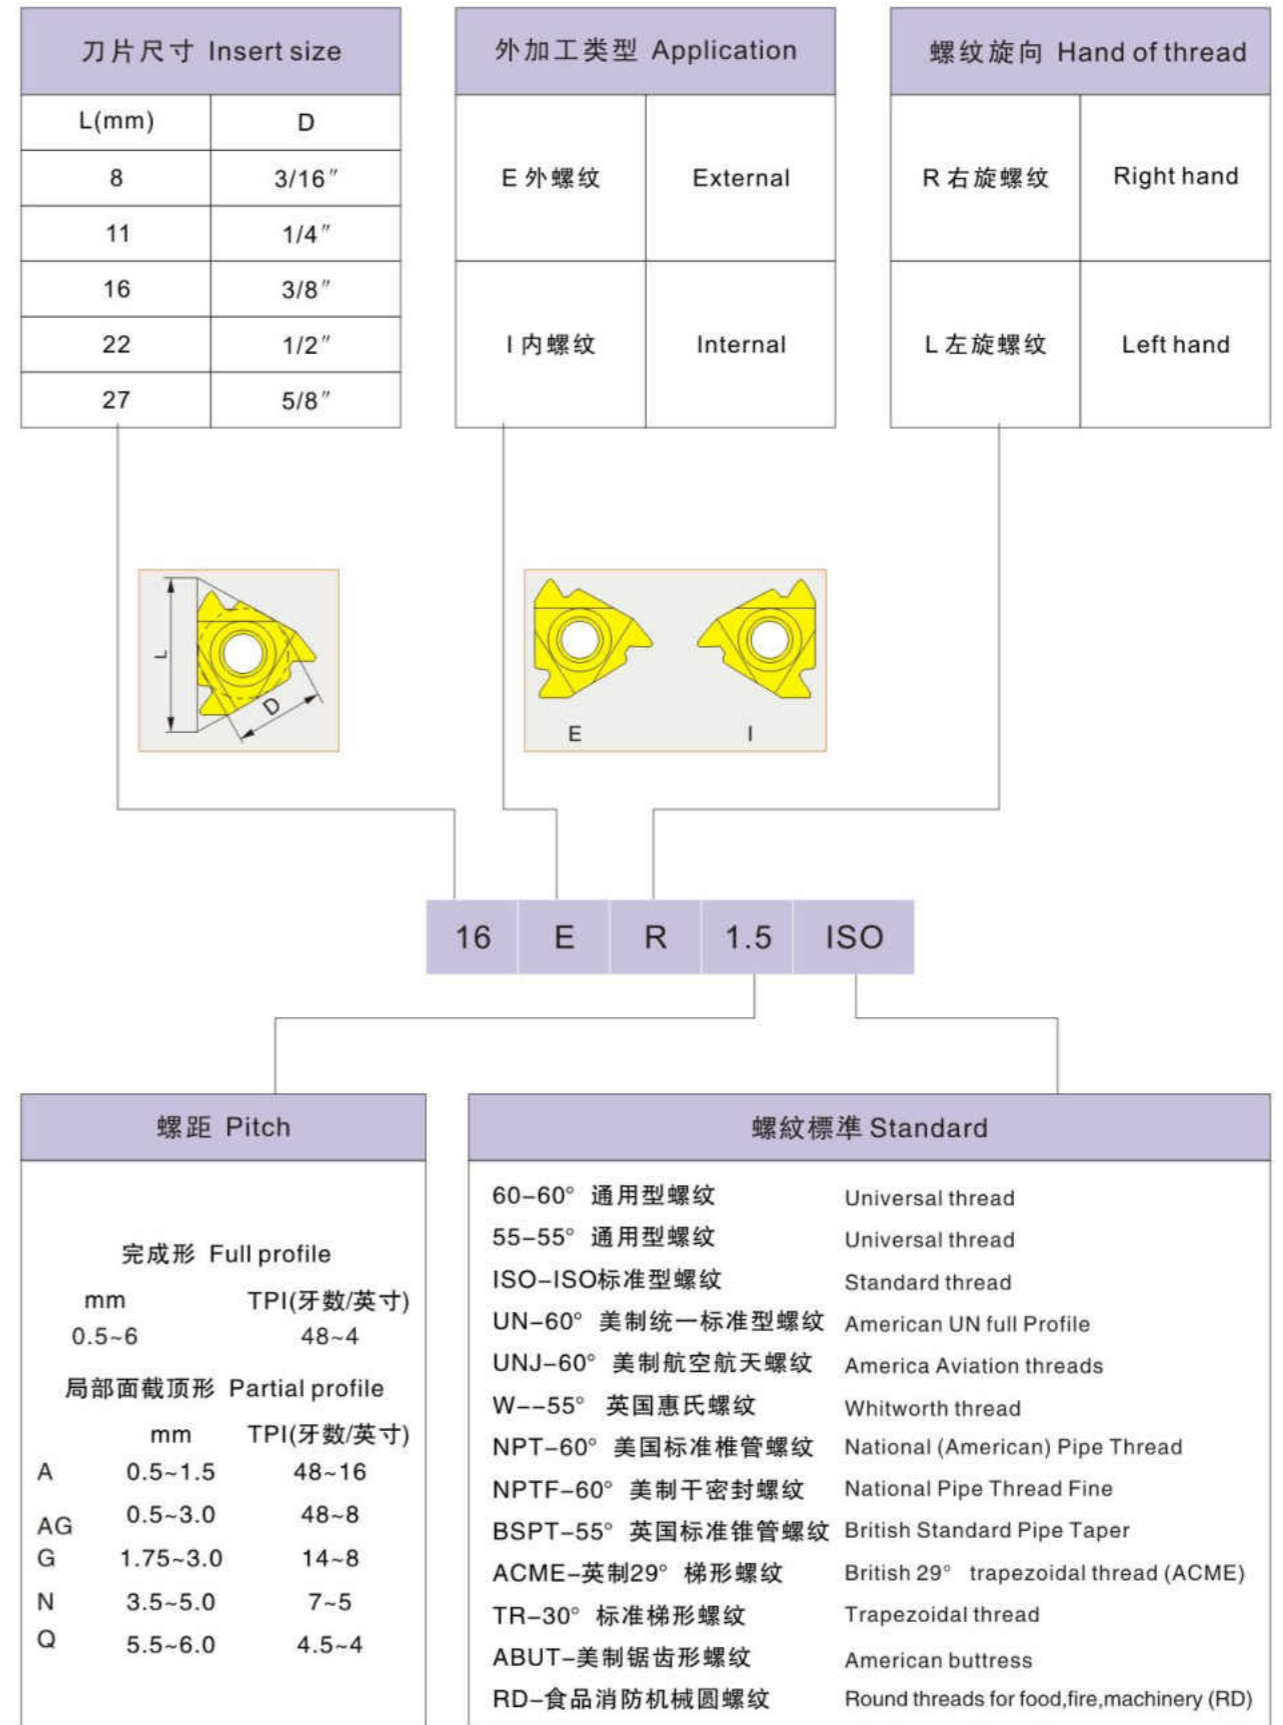 刀片尺寸 Insert size
L(mm) D
8 3/16″
11 1/4″
16 3/8″
22 1/2″
27 5/8″
外加工类型 Application
E 外螺纹 External
I 内螺纹 Internal
螺纹旋向 Hand of thread
R 右旋螺纹 Right hand
L 左旋螺纹 Left hand
L
D
E I
16 E R 1.5 ISO
螺距 Pitch
完成形 Full profile
mm TPI(牙数/英寸)
0.5~6 48~4
局部面截顶形 Partial profile
mm TPI(牙数/英寸)
A 0.5~1.5 48~16
AG 0.5~3.0 48~8
G 1.75~3.0 14~8
N 3.5~5.0 7~5
Q 5.5~6.0 4.5~4
螺紋標準 Standard
60–60° 通用型螺纹 Universal thread
55–55° 通用型螺纹 Universal thread
ISO–ISO标准型螺纹 Standard thread
UN–60° 美制统一标准型螺纹 American UN full Profile
UNJ–60° 美制航空航天螺纹 America Aviation threads
W––55° 英国惠氏螺纹 Whitworth thread
NPT–60° 美国标准椎管螺纹 National (American) Pipe Thread
NPTF–60° 美制干密封螺纹 National Pipe Thread Fine
BSPT–55° 英国标准锥管螺纹 British Standard Pipe Taper
ACME–英制29° 梯形螺纹 British 29° trapezoidal thread (ACME)
TR–30° 标准梯形螺纹 Trapezoidal thread
ABUT–美制锯齿形螺纹 American buttress
RD–食品消防机械圆螺纹 Round threads for food,fire,machinery (RD)